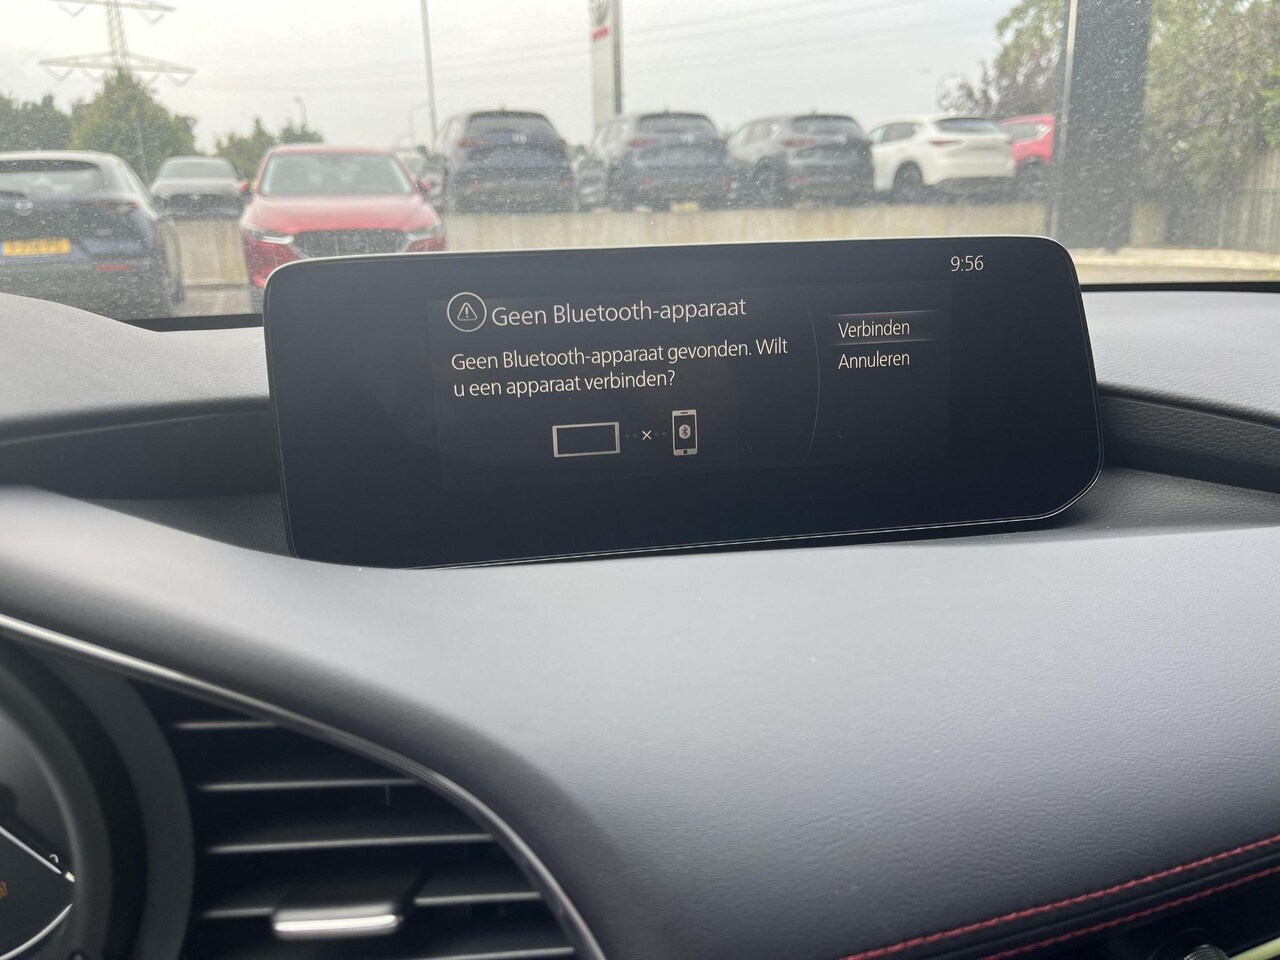 9:56
Geen Bluetooth-apparaat
Geen Bluetooth-apparaat gevonden. Wilt
u een apparaat verbinden?
Verbinden
Annuleren